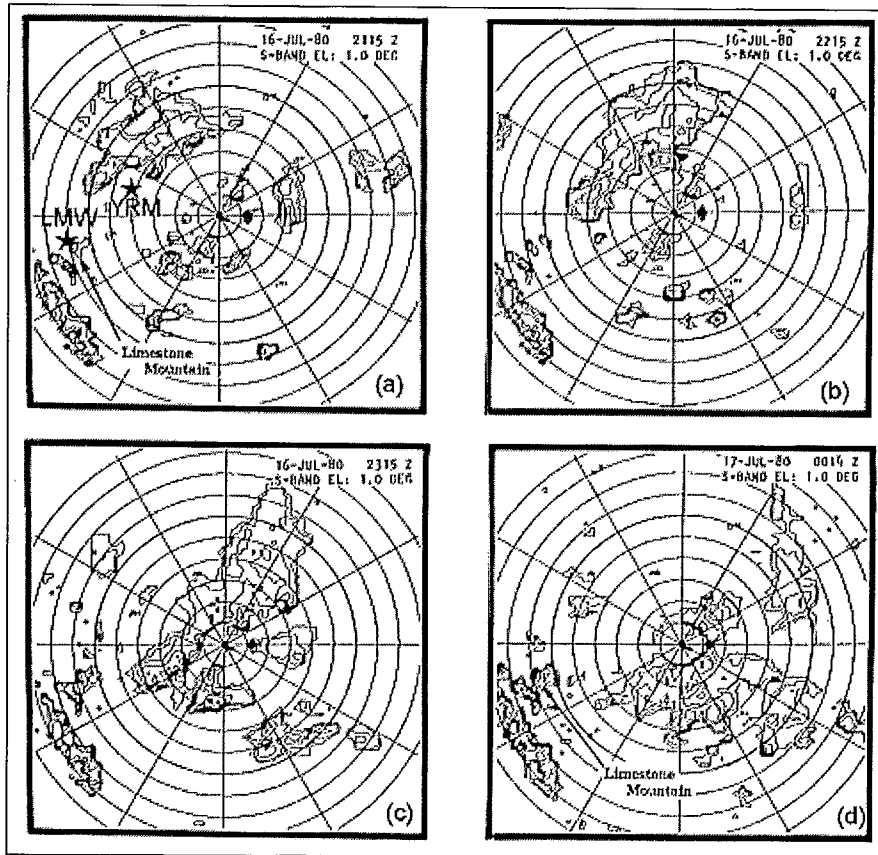 16-JUL-80 2115 Z
S-BAND EL: 1.0 DEG
YRM
LMW
Limestone
Mountain
(a)
16-JUL-80 2215 Z
S-BAND EL: 1.0 DEG
(b)
16-JUL-80 2315 Z
S-BAND EL: 1.0 DEG
(c)
17-JUL-80 0014 Z
S-BAND EL: 1.0 DEG
Limestone
Mountain
(d)